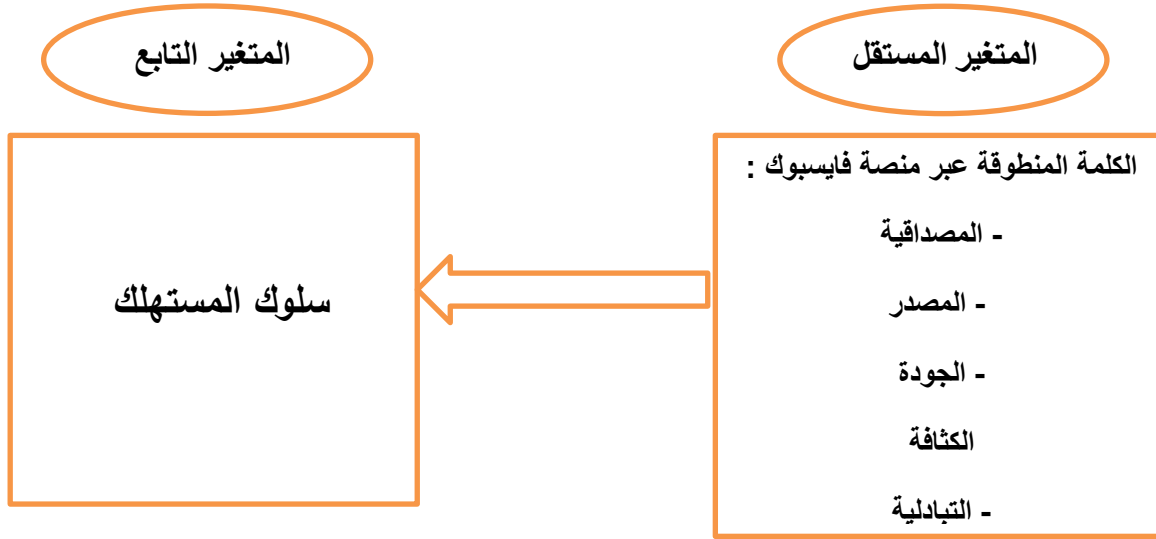 المتغير المستقل
المتغير التابع
الكلمة المنطوقة عبر منصة فايسبوك :
- المصداقية
- المصدر
- الجودة
الكثافة
- التبادلية
سلوك المستهلك